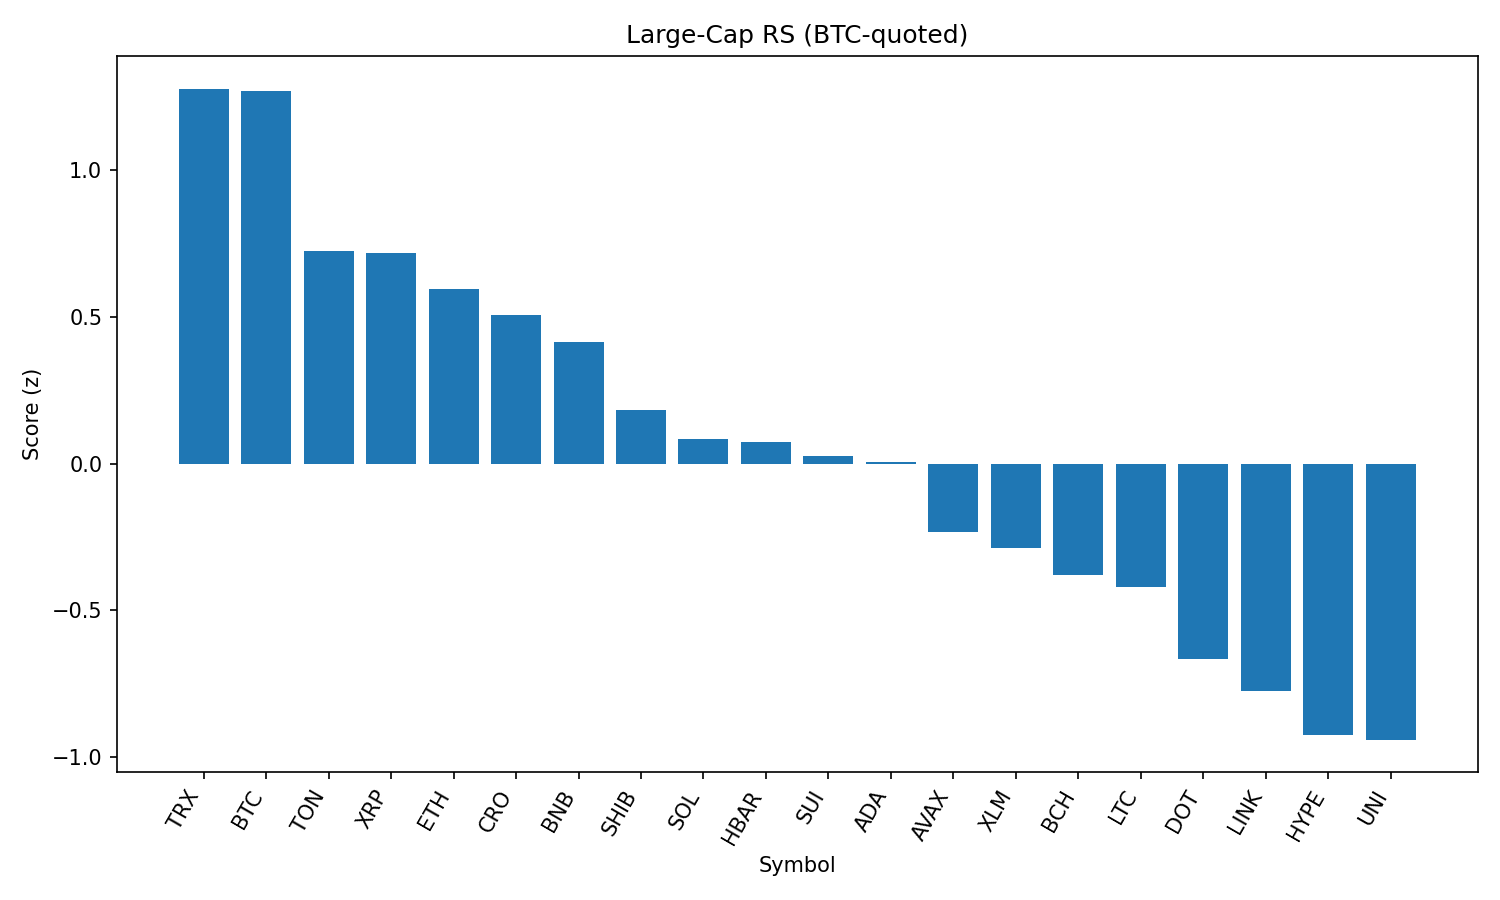 Large-Cap RS (BTC-quoted)
Score (z)
1.0
0.5
0.0
−0.5
−1.0
TRX
BTC
TON
XRP
ETH
CRO
BNB
SHIB
SOL
HBAR
SUI
ADA
AVAX
XLM
BCH
LTC
DOT
LINK
HYPE
UNI
Symbol